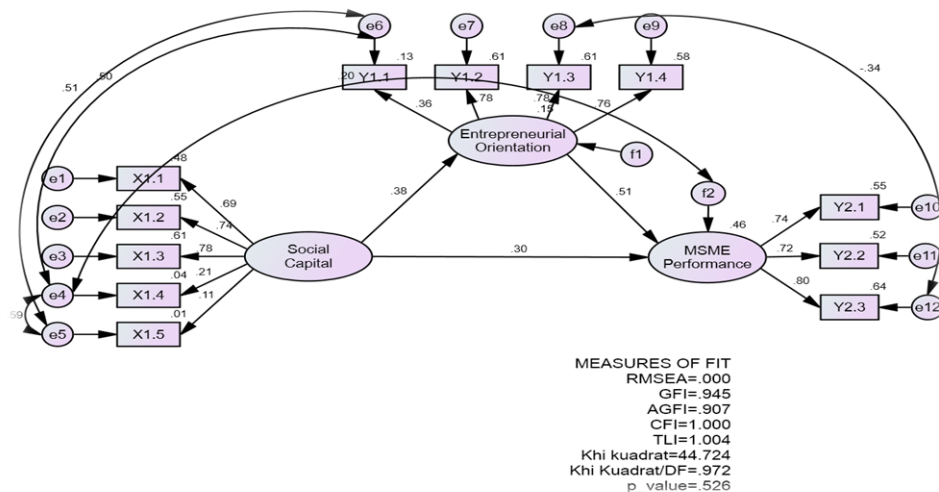 e6
e7
e8
e9
.13
.61
.61
.58
-.34
.51
.20
Y1.1
Y1.2
Y1.3
Y1.4
.36
.78
.78
.76
.15
Entrepreneurial
Orientation
f1
.48
e1
X1.1
.69
.38
.51
f2
.55
e2
X1.2
.74
.55
Y2.1
e10
.46
.74
.61
e3
X1.3
.78
Social
Capital
.30
MSME
Performance
.72
.52
Y2.2
e11
.04
e4
X1.4
.21
.80
.64
Y2.3
e12
.11
.01
59
e5
X1.5
MEASURES OF FIT
RMSEA=.000
GFI=.945
AGFI=.907
CFI=1.000
TLI=1.004
Khi kuadrat=44.724
Khi Kuadrat/DF=.972
p_value=.526